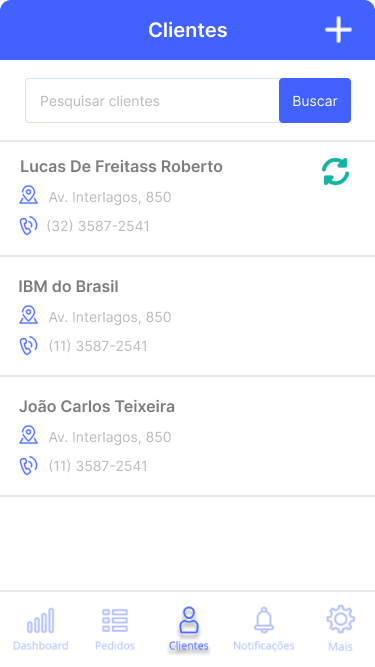 Clientes
Pesquisar clientes
Buscar
Lucas De Freitass Roberto
Av. Interlagos, 850
(32) 3587-2541
IBM do Brasil
Av. Interlagos, 850
(11) 3587-2541
João Carlos Teixeira
Av. Interlagos, 850
(11) 3587-2541
Dashboard Pedidos Clientes Notificações Mais